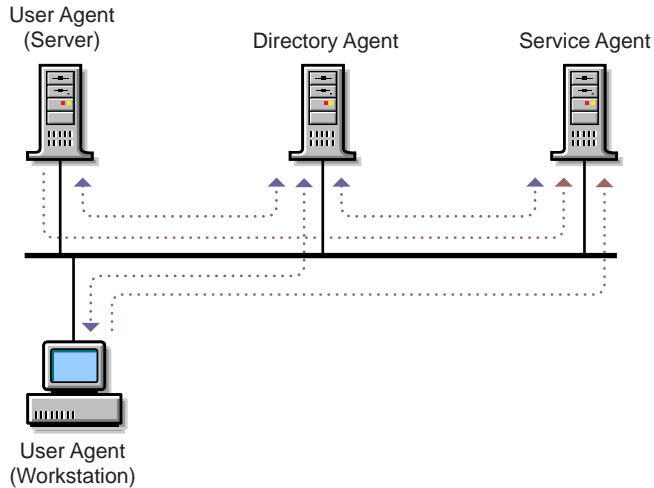 User Agent
(Server)
Directory Agent
Service Agent
User Agent
(Workstation)